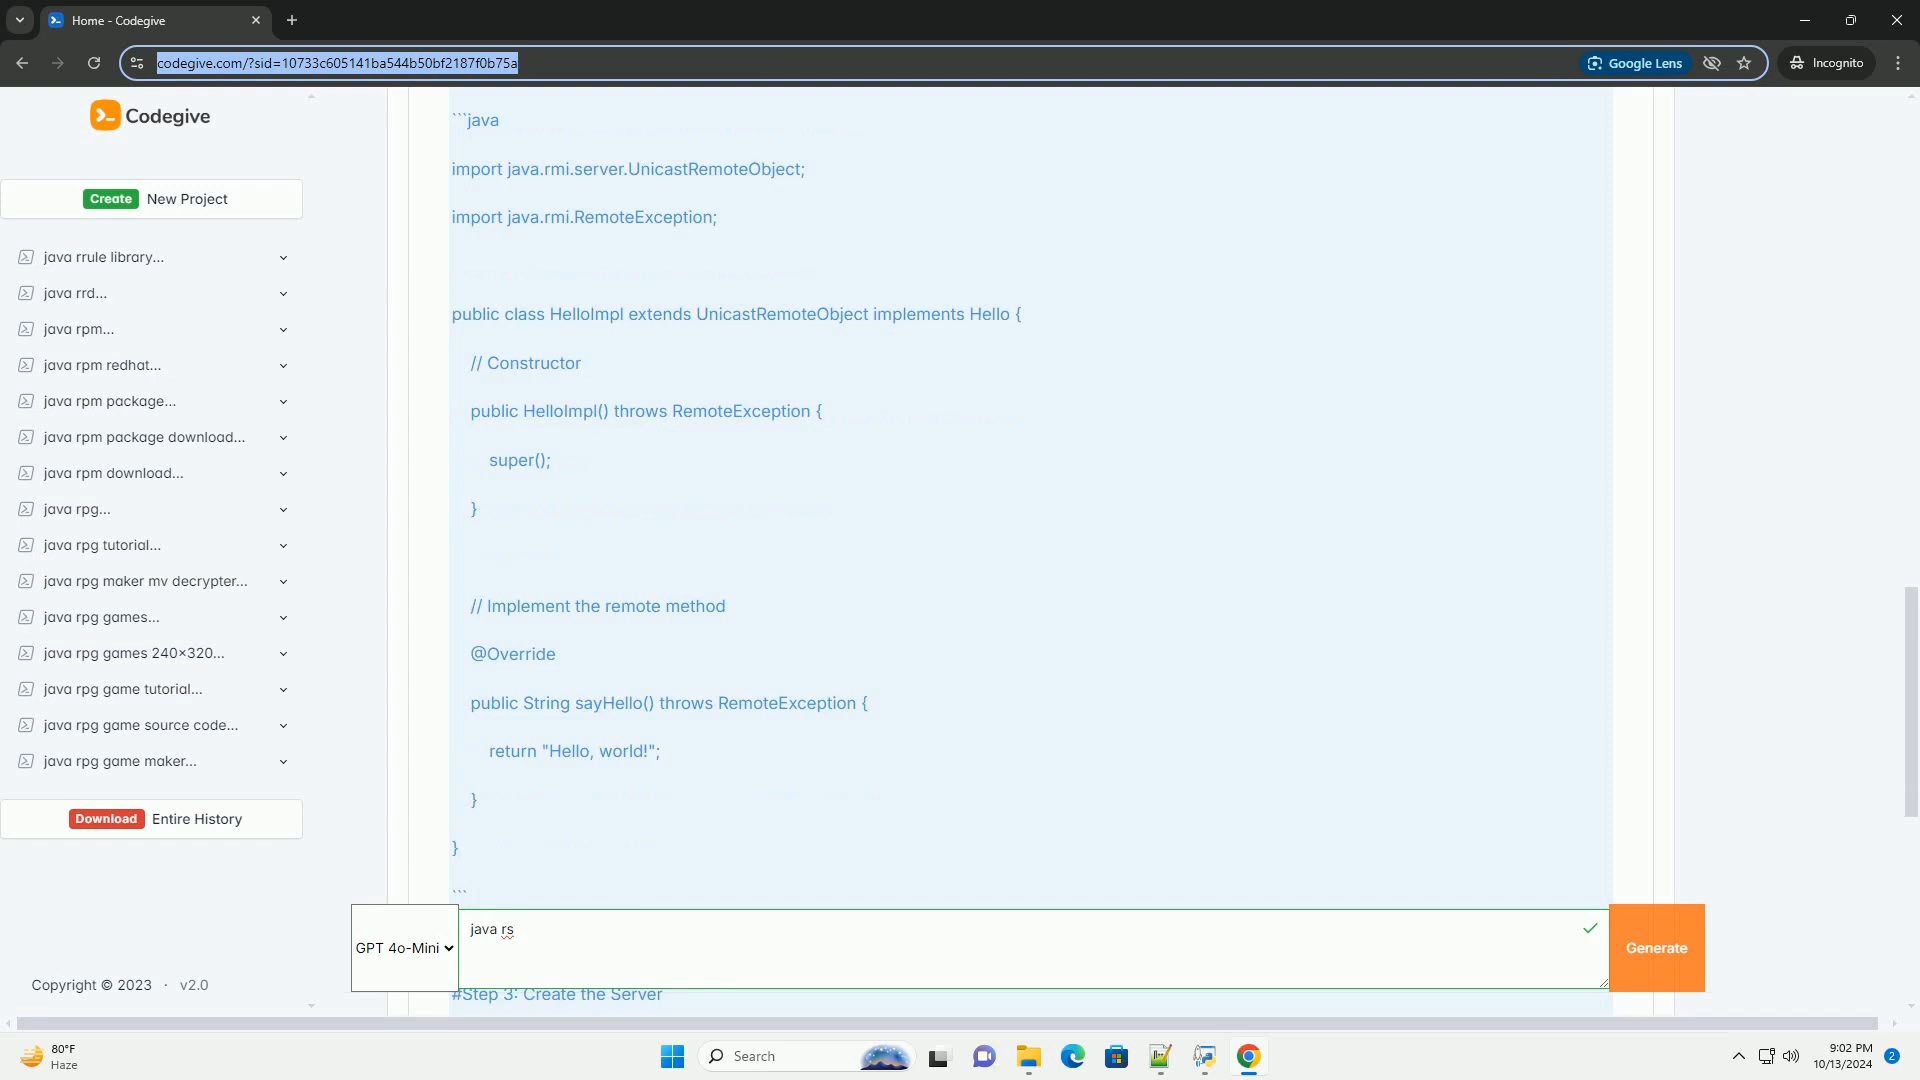 Home - Codegive
codegive.com/?sid=10733c605141ba544b50bf2187f0b75a
Google Lens
Incognito
Codegive
Create New Project
java rrule library...
java rrd...
java rpm...
java rpm redhat...
java rpm package...
java rpm package download...
java rpm download...
java rpg...
java rpg tutorial...
java rpg maker mv decrypter...
java rpg games...
java rpg games 240x320...
java rpg game tutorial...
java rpg game source code...
java rpg game maker...
Download Entire History
Copyright © 2023 · v2.0
```java
import java.rmi.server.UnicastRemoteObject;
import java.rmi.RemoteException;
public class HelloImpl extends UnicastRemoteObject implements Hello {
// Constructor
public HelloImpl() throws RemoteException {
super();
}
// Implement the remote method
@Override
public String sayHello() throws RemoteException {
return "Hello, world!";
}
}
```
GPT 4o-Mini
java rs
Generate
#Step 3: Create the Server
80°F
Haze
Search
9:02 PM
10/13/2024
2